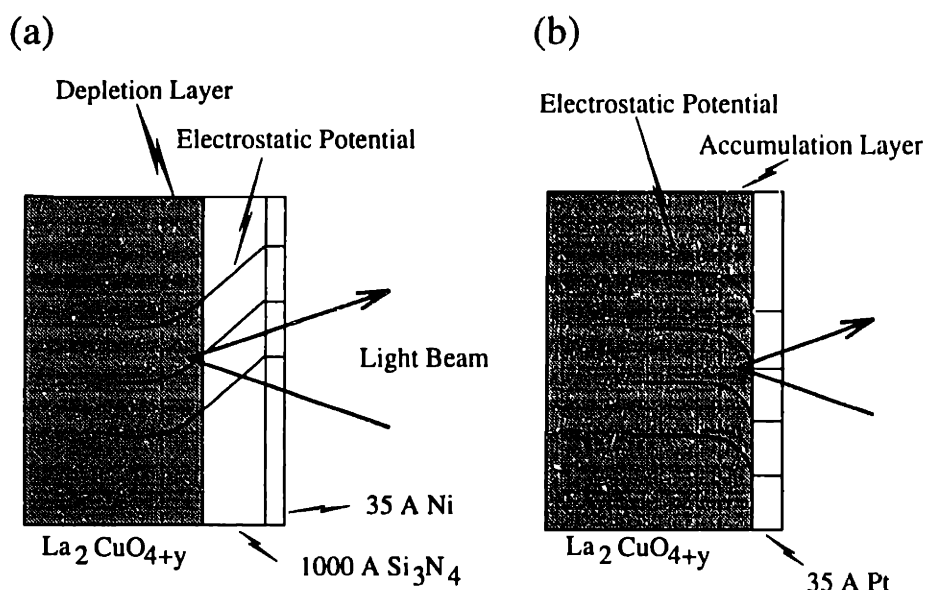 (a)
Depletion Layer
Electrostatic Potential
Light Beam
35 A Ni
La2CuO4+y
1000 A Si3N4
(b)
Electrostatic Potential
Accumulation Layer
La2CuO4+y
35 A Pt